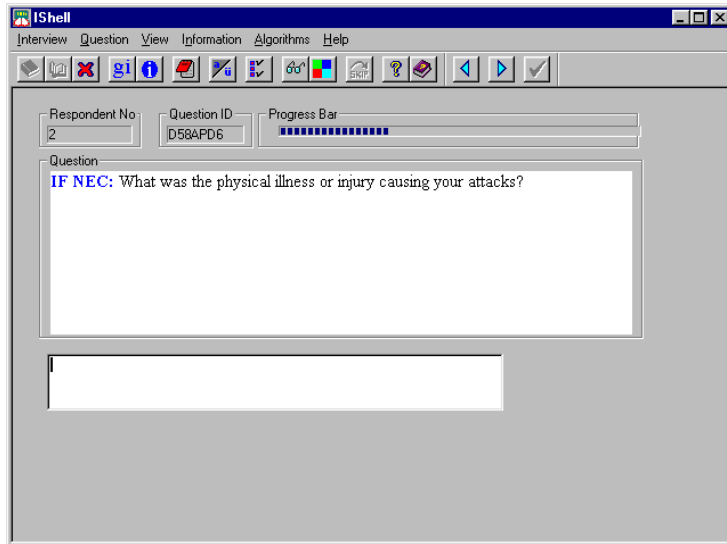 IShell
Interview Question View Information Algorithms Help
gi i a/ü SKIP ?
Respondent No Question ID Progress Bar
2 D58APD6
Question
IF NEC: What was the physical illness or injury causing your attacks?